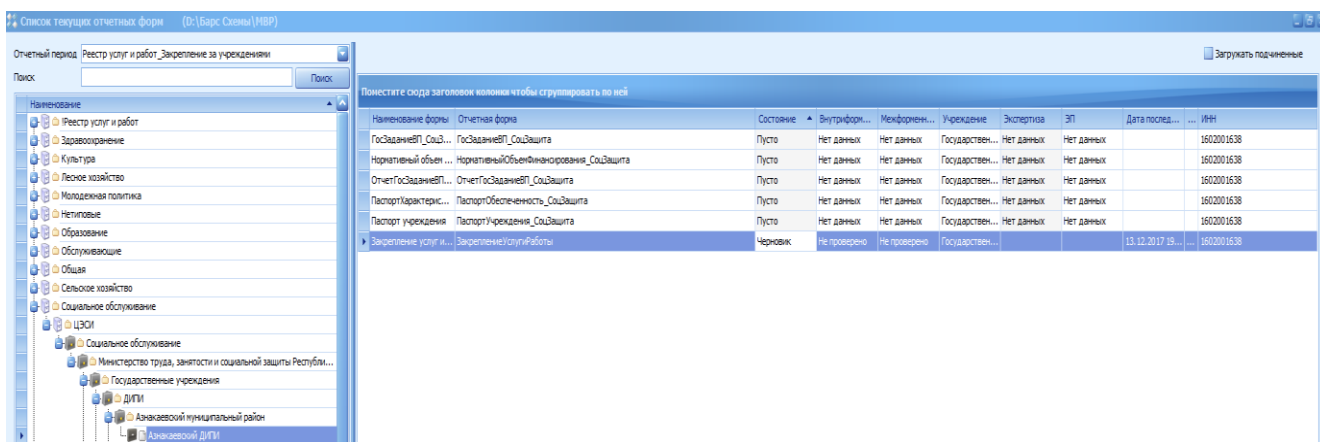 Список текущих отчетных форм (D:\Барс Схемы\МВР)
Отчетный период Реестр услуг и работ_Закрепление за учреждениями
Загружать подчиненные
Поиск Поиск
Поместите сюда заголовок колонки чтобы сгруппировать по ней
Наименование
!Реестр услуг и работ
Здравоохранение
Культура
Лесное хозяйство
Молодежная политика
Нетиповые
Образование
Обслуживающие
Общая
Сельское хозяйство
Социальное обслуживание
ЦЭСИ
Социальное обслуживание
Министерство труда, занятости и социальной защиты Республи...
Государственные учреждения
ДИПИ
Азнакаевский муниципальный район
Азнакаевский ДИПИ
Наименование формы Отчетная форма Состояние Внутриформ... Межформенн... Учреждение Экспертиза ЭП Дата послед... ... ИНН
ГосЗаданиеВП_СоцЗ... ГосЗаданиеВП_СоцЗащита Пусто Нет данных Нет данных Государствен... Нет данных Нет данных 1602001638
Нормативный объем ... НормативныйОбъемФинансирования_СоцЗащита Пусто Нет данных Нет данных Государствен... Нет данных Нет данных 1602001638
ОтчетГосЗаданиеВП... ОтчетГосЗаданиеВП_СоцЗащита Пусто Нет данных Нет данных Государствен... Нет данных Нет данных 1602001638
ПаспортХарактерис... ПаспортОбеспеченность_СоцЗащита Пусто Нет данных Нет данных Государствен... Нет данных Нет данных 1602001638
Паспорт учреждения ПаспортУчреждения_СоцЗащита Пусто Нет данных Нет данных Государствен... Нет данных Нет данных 1602001638
Закрепление услуг и... ЗакреплениеУслугиРаботы Черновик Не проверено Не проверено Государствен... 13.12.2017 19... ... 1602001638